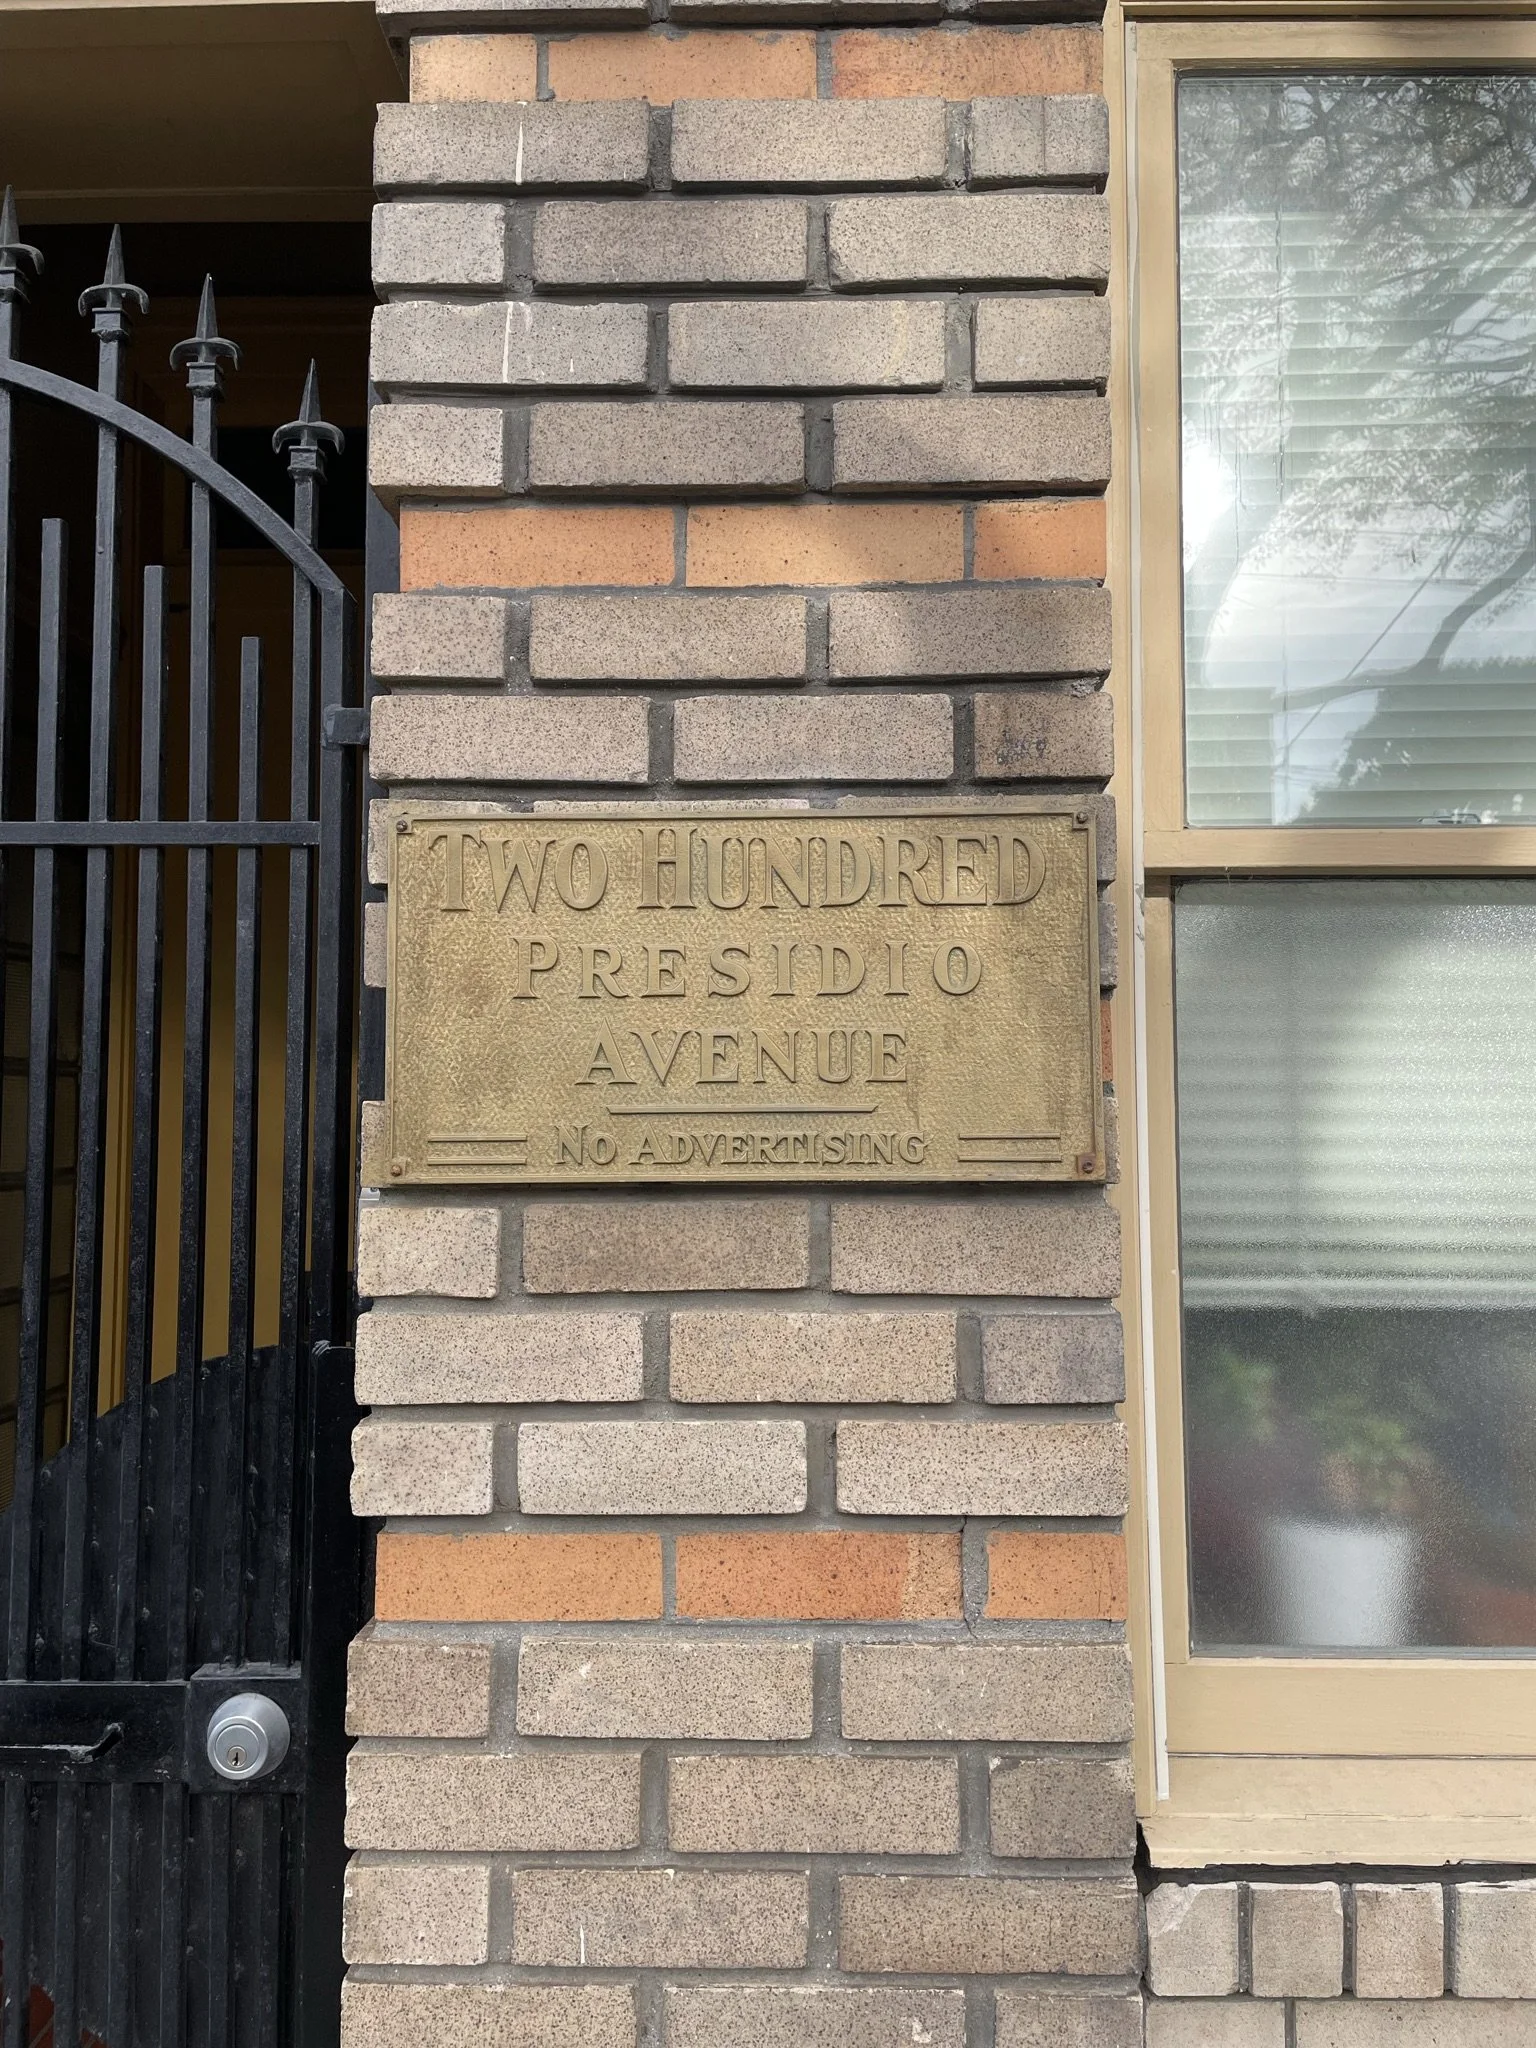 Two Hundred
Presidio
Avenue
No Advertising